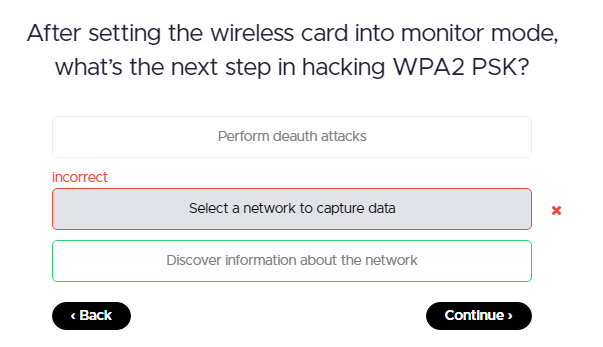 After setting the wireless card into monitor mode,
what's the next step in hacking WPA2 PSK?
Perform deauth attacks
incorrect
Select a network to capture data
Discover information about the network
‹ Back
Continue ›